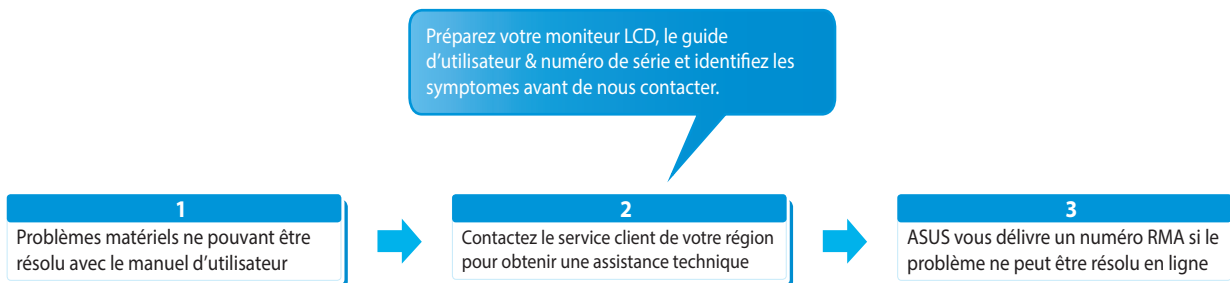 Préparez votre moniteur LCD, le guide
d’utilisateur & numéro de série et identifiez les
symptomes avant de nous contacter.
1
Problèmes matériels ne pouvant être
résolu avec le manuel d’utilisateur
2
Contactez le service client de votre région
pour obtenir une assistance technique
3
ASUS vous délivre un numéro RMA si le
problème ne peut être résolu en ligne